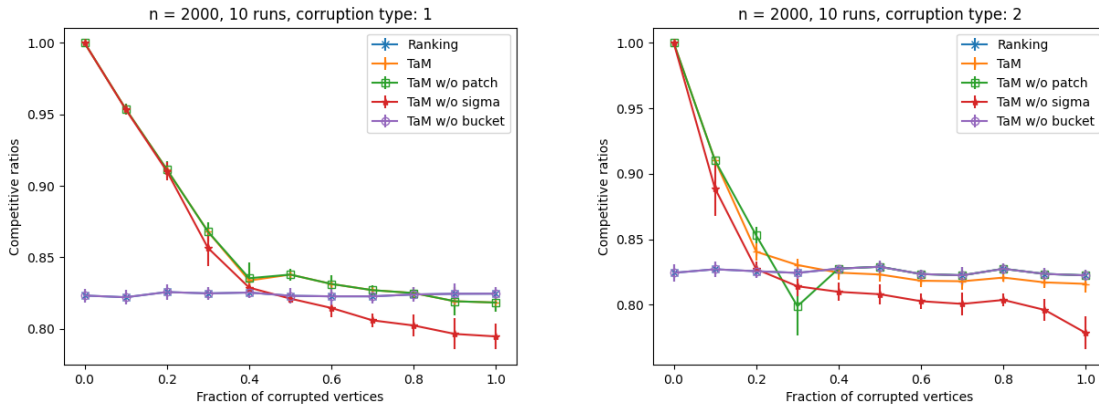 n = 2000, 10 runs, corruption type: 1
1.00
0.95
0.90
0.85
0.80
Competitive ratios
Ranking
TaM
TaM w/o patch
TaM w/o sigma
TaM w/o bucket
0.0 0.2 0.4 0.6 0.8 1.0
Fraction of corrupted vertices
n = 2000, 10 runs, corruption type: 2
1.00
0.95
0.90
0.85
0.80
Competitive ratios
Ranking
TaM
TaM w/o patch
TaM w/o sigma
TaM w/o bucket
0.0 0.2 0.4 0.6 0.8 1.0
Fraction of corrupted vertices